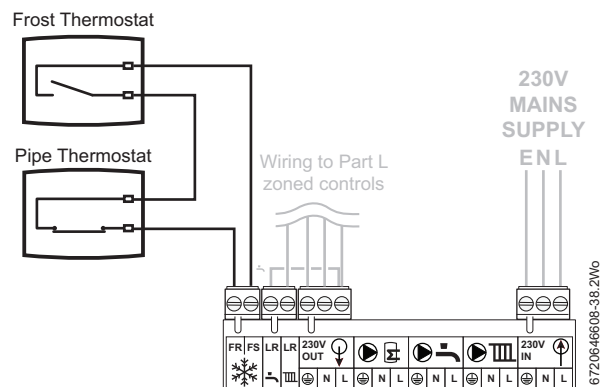 Frost Thermostat
Pipe Thermostat
Wiring to Part L
zoned controls
230V
MAINS
SUPPLY
E N L
FR FS LR LR 230V OUT 230V IN
N L N L N L N L N L
6720646608-38.2Wo